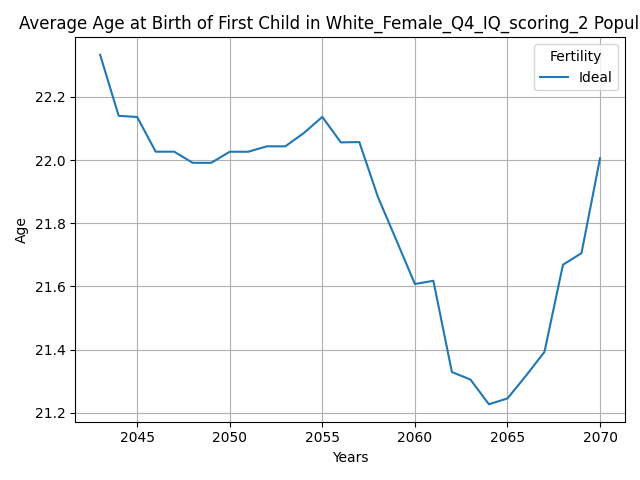 Average Age at Birth of First Child in White_Female_Q4_IQ_scoring_2 Popul
Fertility
Ideal
22.2
22.0
21.8
21.6
21.4
21.2
Age
2045 2050 2055 2060 2065 2070
Years